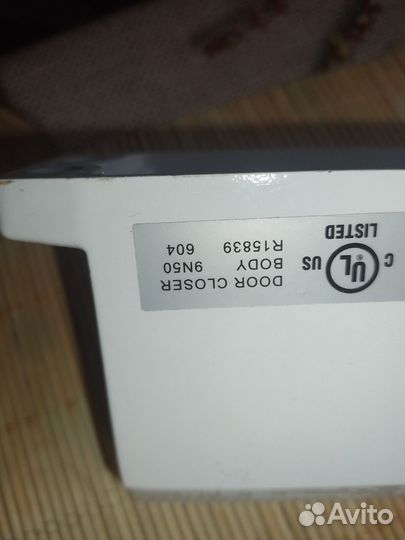 DOOR CLOSER
BODY 9N50
R15839 604
C UL US
LISTED
Avito